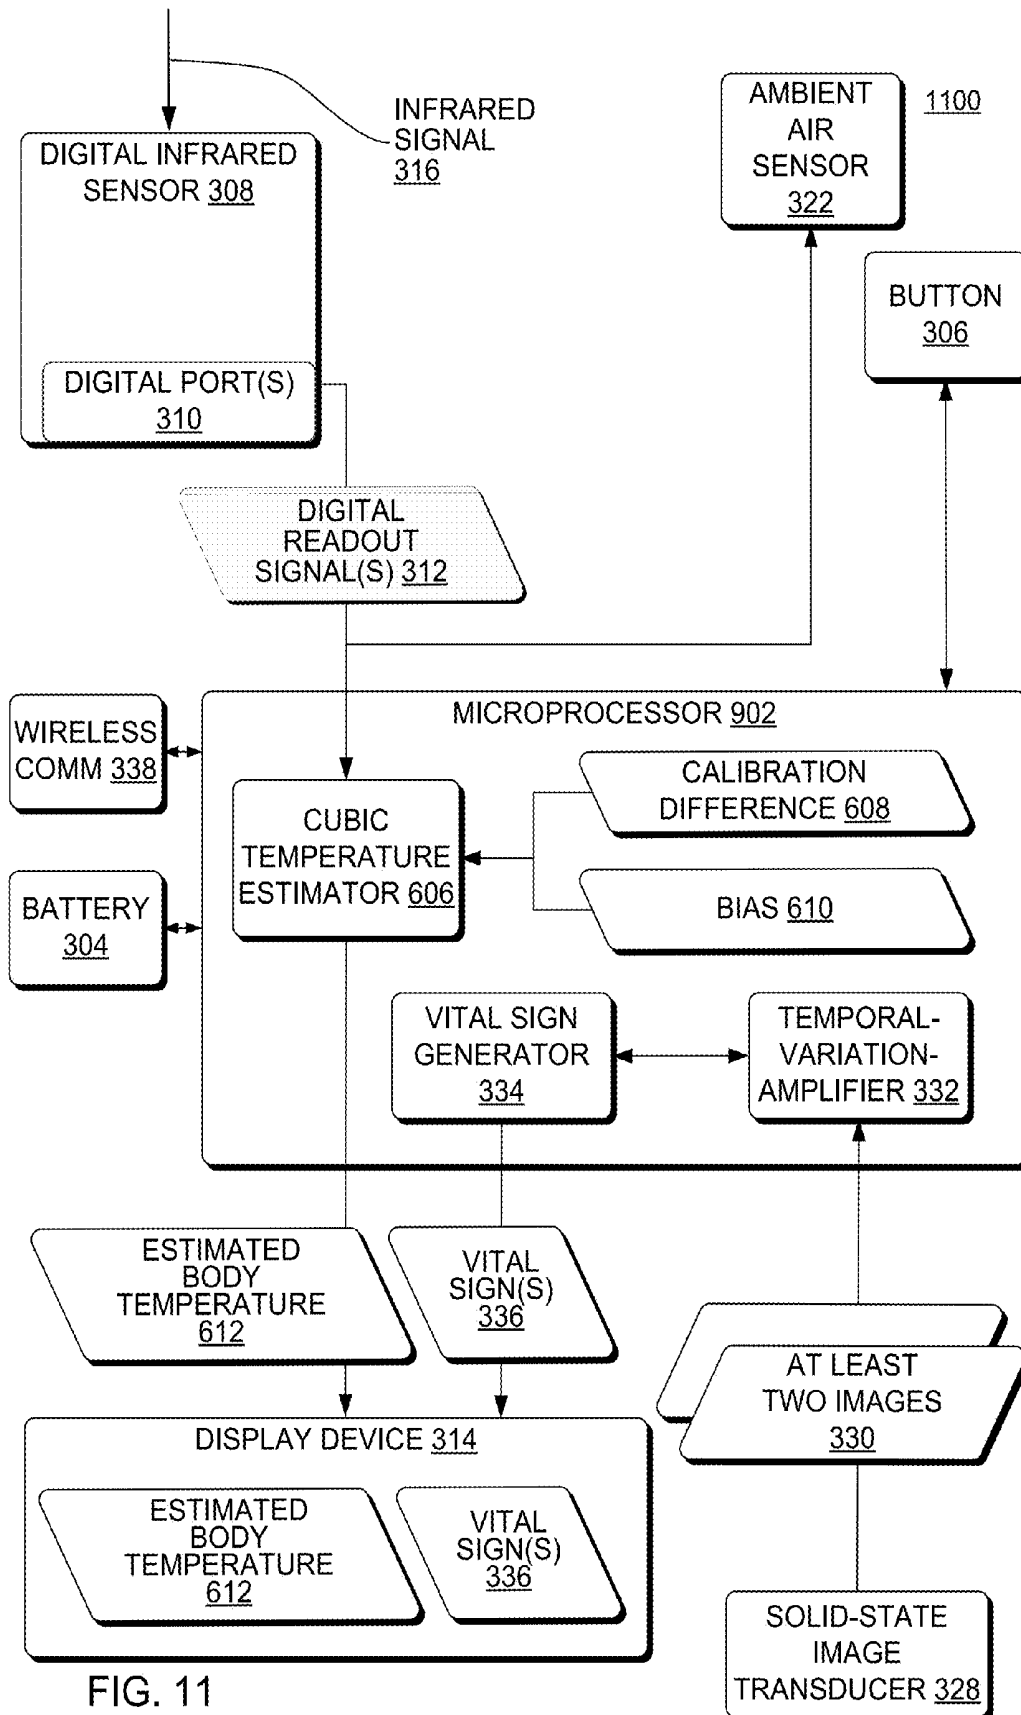 INFRARED
SIGNAL
316
AMBIENT
AIR
SENSOR
322
1100
DIGITAL INFRARED
SENSOR 308
BUTTON
306
DIGITAL PORT(S)
310
DIGITAL
READOUT
SIGNAL(S) 312
MICROPROCESSOR 902
WIRELESS
COMM 338
CALIBRATION
DIFFERENCE 608
CUBIC
TEMPERATURE
ESTIMATOR 606
BATTERY
304
BIAS 610
VITAL SIGN
GENERATOR
334
TEMPORAL-
VARIATION-
AMPLIFIER 332
ESTIMATED
BODY
TEMPERATURE
612
VITAL
SIGN(S)
336
AT LEAST
TWO IMAGES
330
DISPLAY DEVICE 314
ESTIMATED
BODY
TEMPERATURE
612
VITAL
SIGN(S)
336
SOLID-STATE
IMAGE
TRANSDUCER 328
FIG. 11